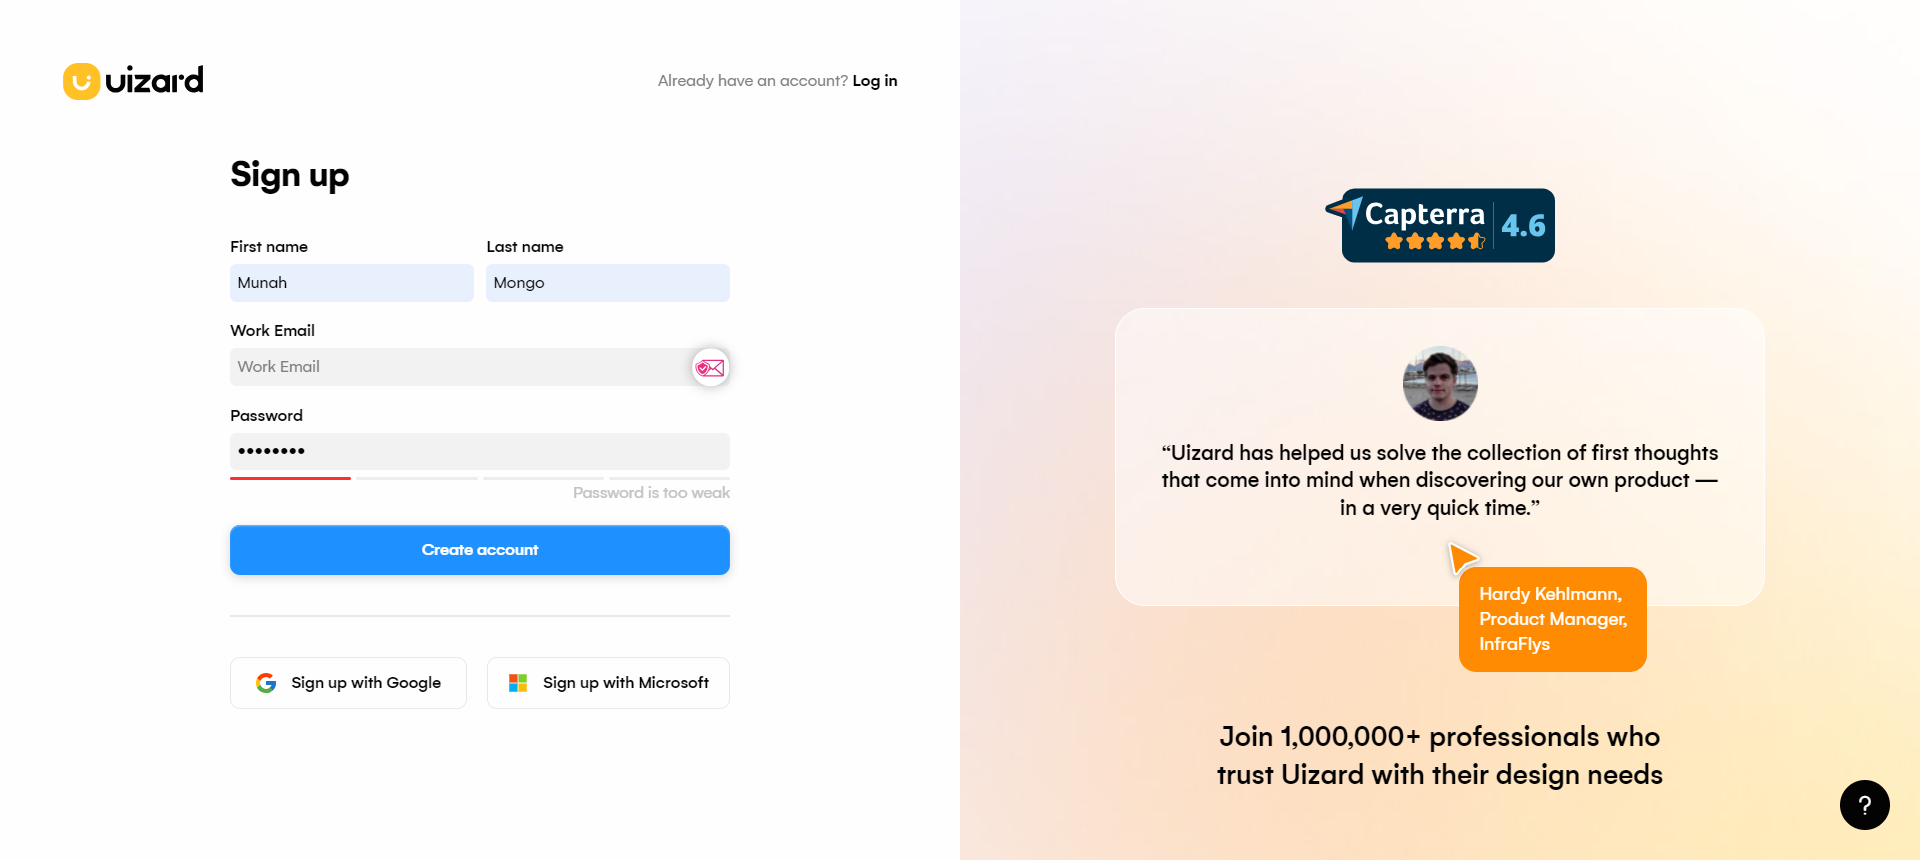 uizard
Already have an account? Log in
Sign up
First name
Last name
Munah
Mongo
Work Email
Work Email
Password
••••••••
Password is too weak
Create account
Sign up with Google
Sign up with Microsoft
Capterra
4.6
“Uizard has helped us solve the collection of first thoughts
that come into mind when discovering our own product —
in a very quick time.”
Hardy Kehlmann,
Product Manager,
InfraFlys
Join 1,000,000+ professionals who
trust Uizard with their design needs
?